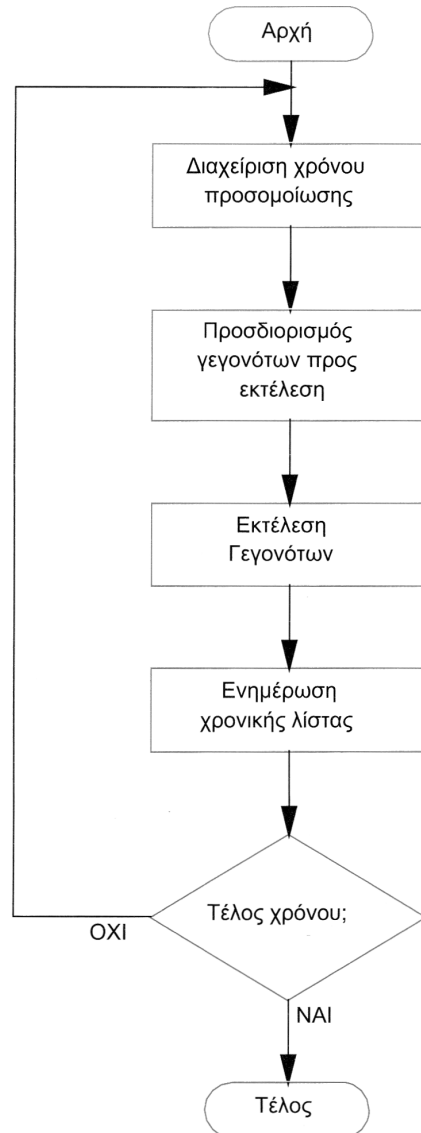 Αρχή
Διαχείριση χρόνου
προσομοίωσης
Προσδιορισμός
γεγονότων προς
εκτέλεση
Εκτέλεση
Γεγονότων
Ενημέρωση
χρονικής λίστας
Τέλος χρόνου;
ΟΧΙ
ΝΑΙ
Τέλος